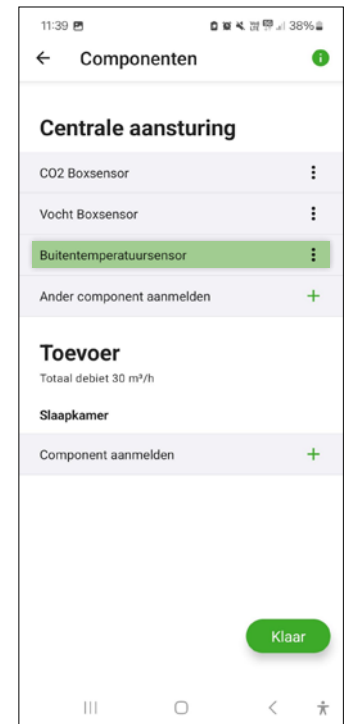 11:39 38%
Componenten
Centrale aansturing
CO2 Boxsensor
Vocht Boxsensor
Buitentemperatuursensor
Ander component aanmelden
Toevoer
Totaal debiet 30 m³/h
Slaapkamer
Component aanmelden
Klaar